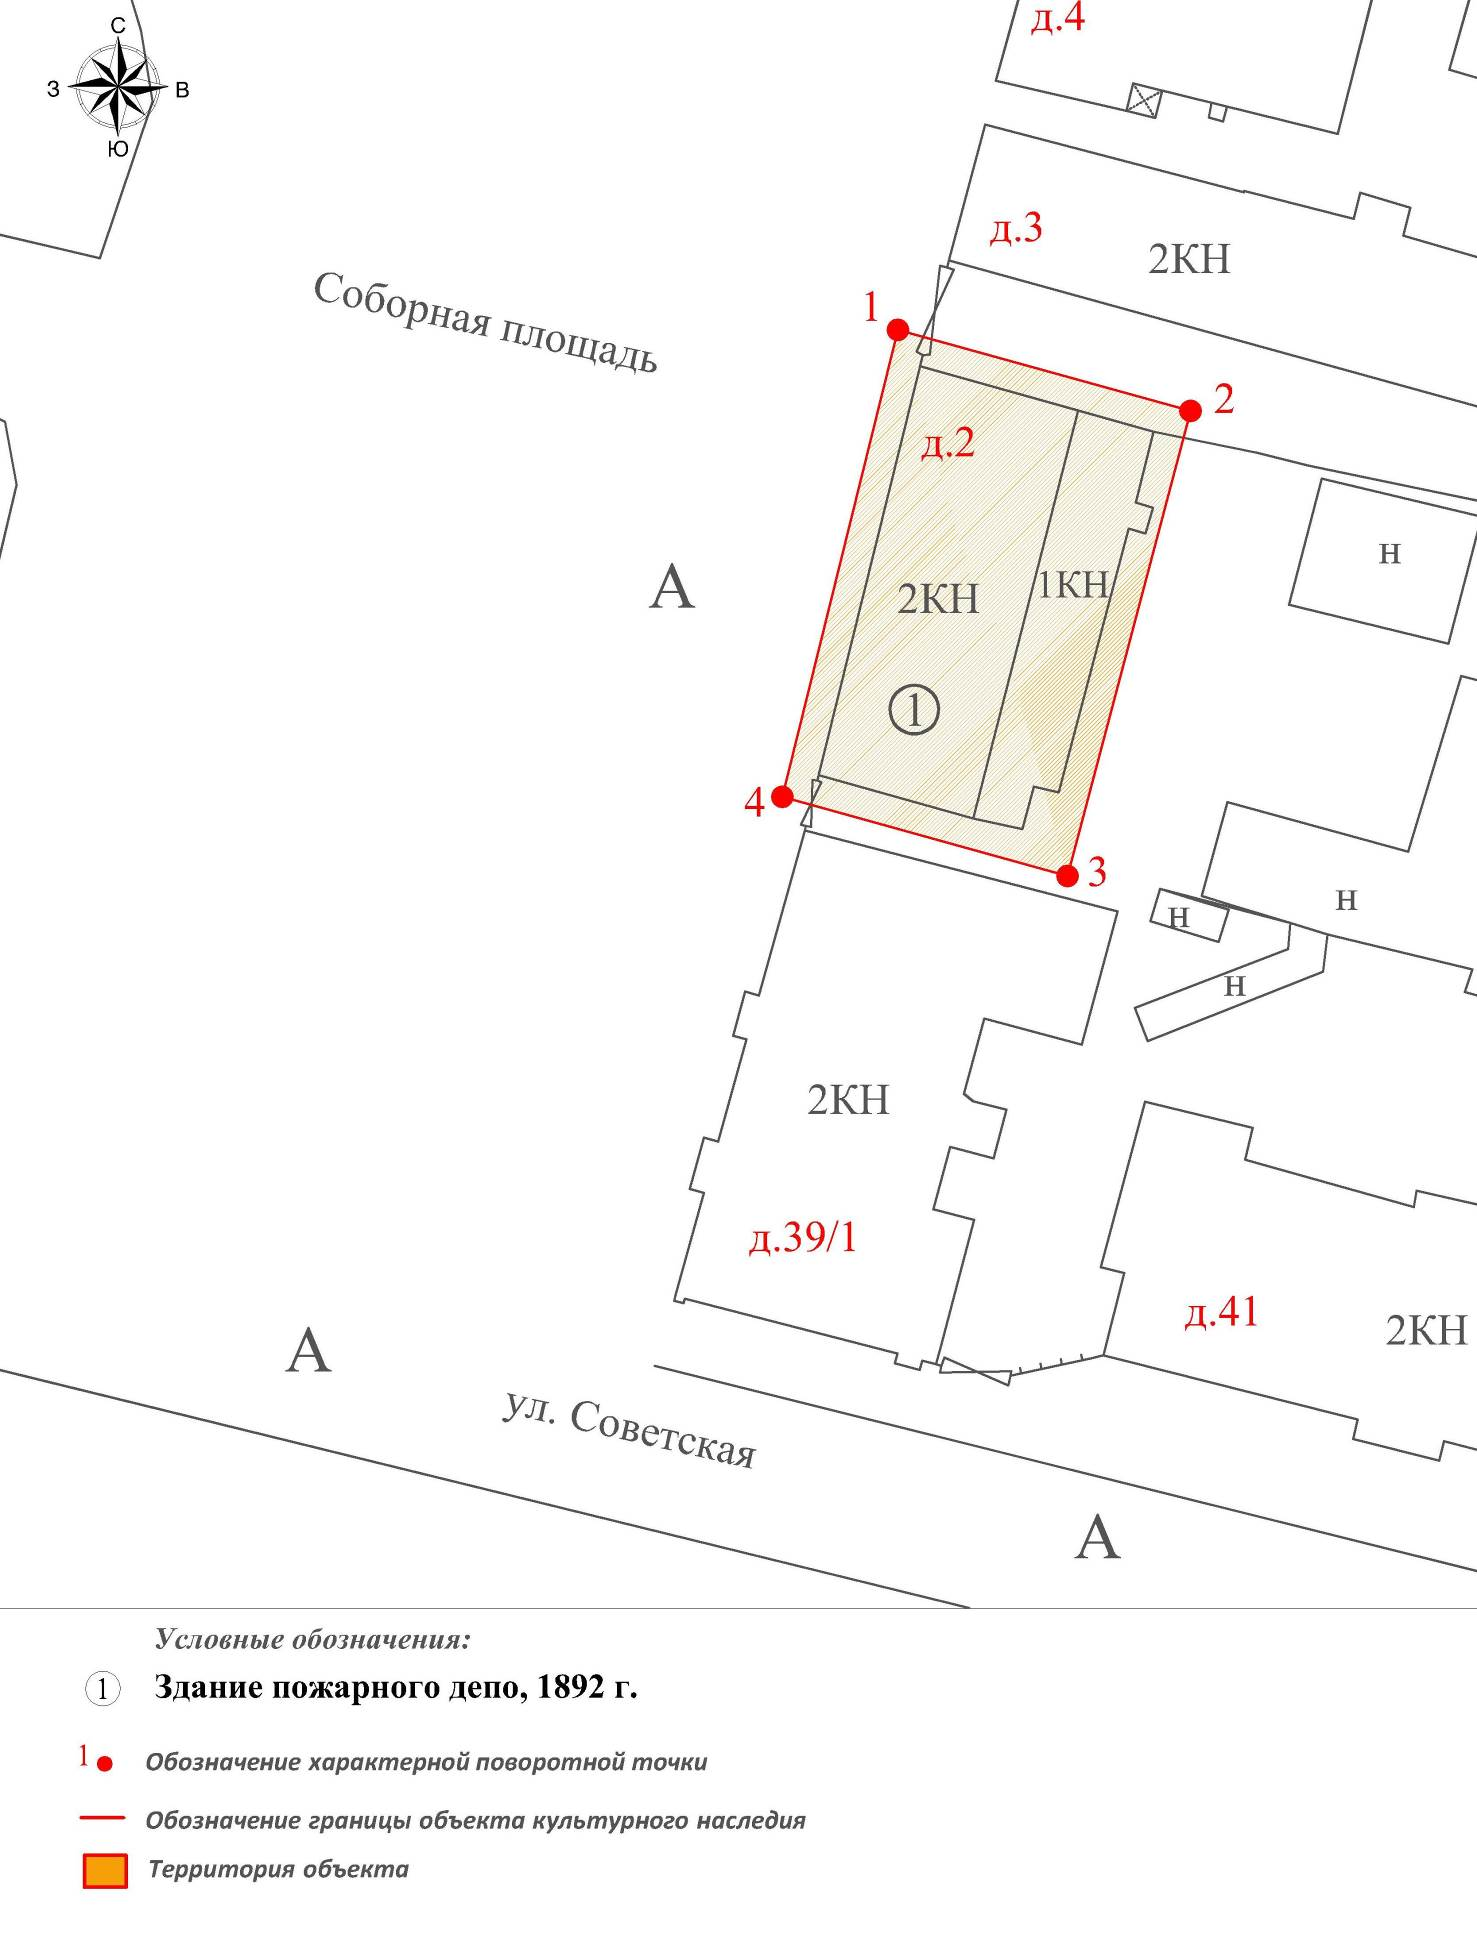 С
д.4
З
В
Ю
д.3
2КН
Соборная площадь
1
2
д.2
н
А
2КН
1КН
1
4
3
н
н
н
2КН
д.39/1
д.41
2КН
А
ул. Советская
А
Условные обозначения:
1 Здание пожарного депо, 1892 г.
1 Обозначение характерной поворотной точки
Обозначение границы объекта культурного наследия
Территория объекта